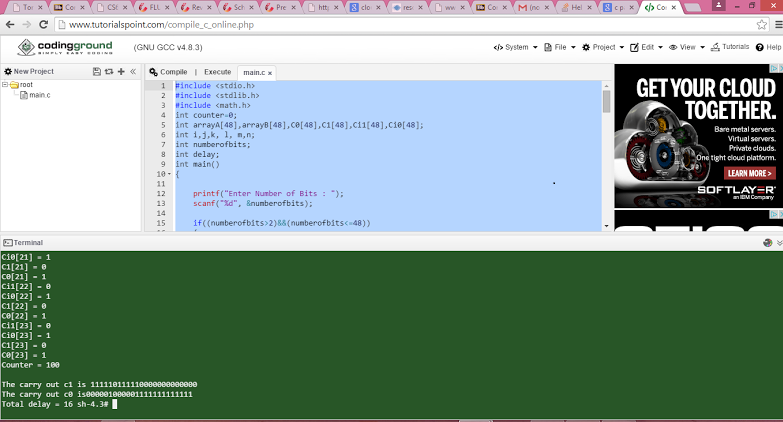 Tor
Co
CSI
FLI
Rev
Sch
FL
Pre
http
clo
resi
ww
Co
M (no
Hel
c p
Co
www.tutorialspoint.com/compile_c_online.php
codingground
SIMPLY EASY CODING
(GNU GCC v4.8.3)
System
File
Project
Edit
View
Tutorials
Help
New Project
root
main.c
Compile | Execute
main.c ×
1 #include <stdio.h>
2 #include <stdlib.h>
3 #include <math.h>
4 int counter=0;
5 int arrayA[48],arrayB[48],C0[48],C1[48],Ci1[48],Ci0[48];
6 int i,j,k, l, m,n;
7 int numberofbits;
8 int delay;
9 int main()
10 {
11
12 printf("Enter Number of Bits : ");
13 scanf("%d", &numberofbits);
14
15 if((numberofbits>2)&&(numberofbits<=48))
GET YOUR CLOUD
TOGETHER.
Bare metal servers.
Virtual servers.
Private clouds.
One tight cloud platform.
LEARN MORE >
SOFTLAYER
an IBM Company
Terminal
Ci0[21] = 1
C1[21] = 0
C0[21] = 1
Ci1[22] = 0
Ci0[22] = 1
C1[22] = 0
C0[22] = 1
Ci1[23] = 0
Ci0[23] = 1
C1[23] = 0
C0[23] = 1
Counter = 100
The carry out c1 is 111110111110000000000000
The carry out c0 is000001000001111111111111
Total delay = 16 sh-4.3#